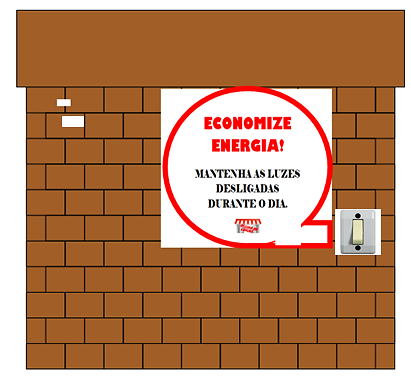 ECONOMIZE
ENERGIA!
MANTENHA AS LUZES
DESLIGADAS
DURANTE O DIA.